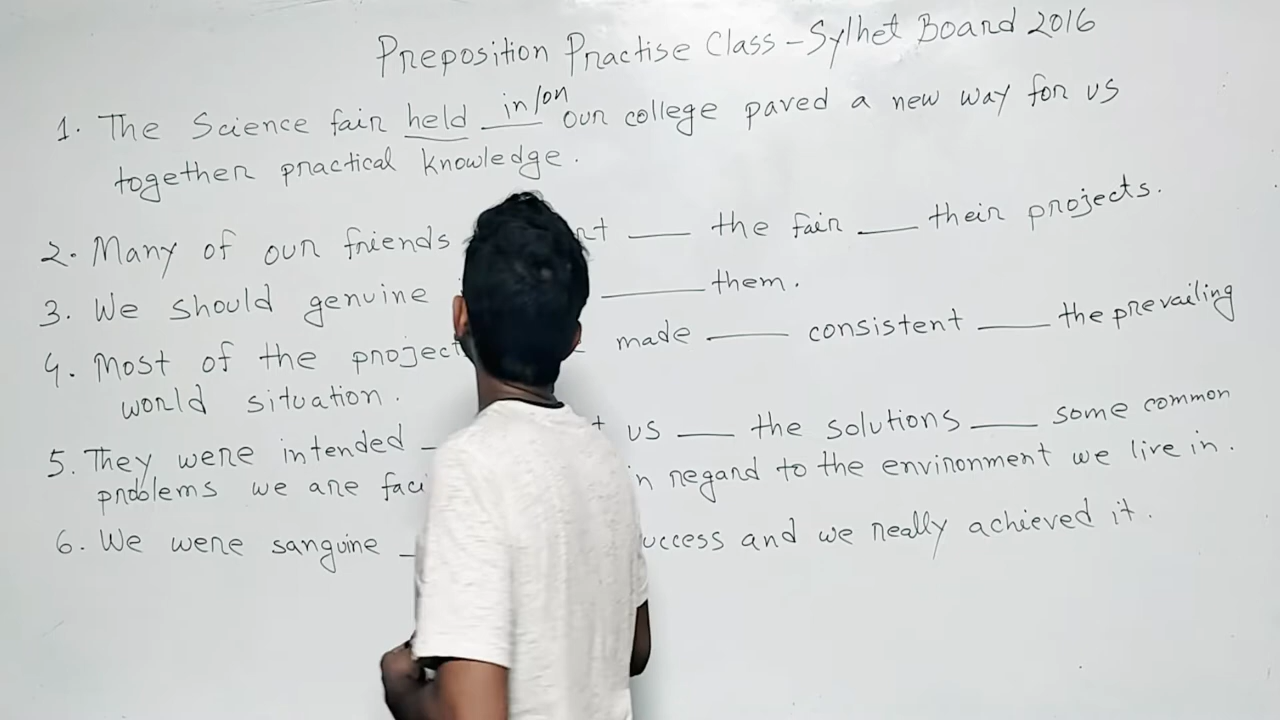 Preposition Practise Class – Sylhet Board 2016
1. The Science fair held in/on our college paved a new way for us
together practical knowledge.
2. Many of our friends ___ the fair ___ their projects.
3. We should genuine ___ them.
4. Most of the project made ___ consistent ___ the prevailing
world situation.
5. They were intended ___ us ___ the solutions ___ some common
problems we are regard to the environment we live in.
6. We were sanguine ___ and we really achieved it.